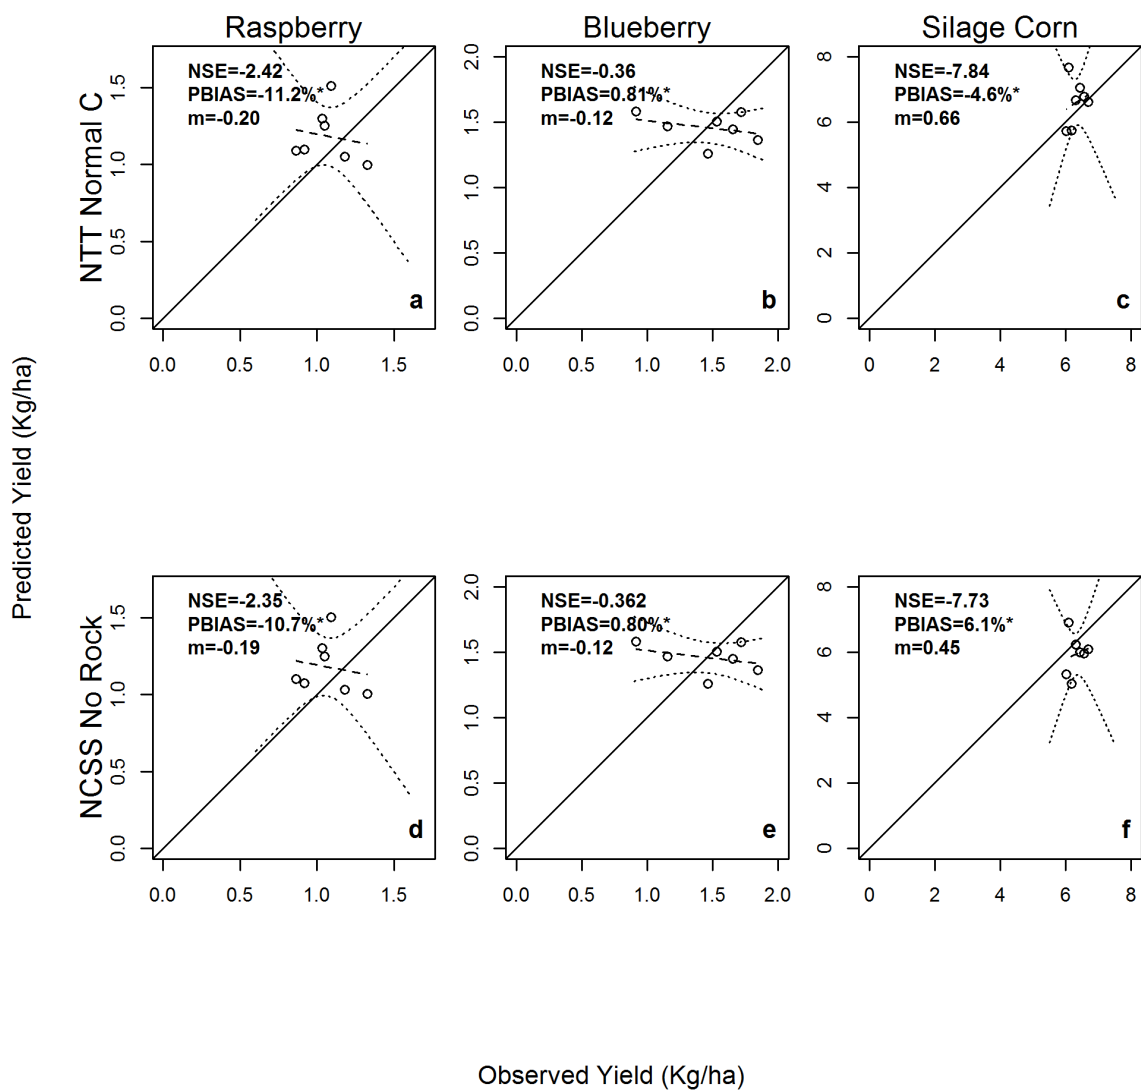 Raspberry
Blueberry
Silage Corn
Predicted Yield (Kg/ha)
NTT Normal C
NSE=-2.42
PBIAS=-11.2%*
m=-0.20
a
0.0 0.5 1.0 1.5
0.0 0.5 1.0 1.5
NSE=-0.36
PBIAS=0.81%*
m=-0.12
b
0.0 0.5 1.0 1.5 2.0
0.0 0.5 1.0 1.5 2.0
NSE=-7.84
PBIAS=-4.6%*
m=0.66
c
0 2 4 6 8
0 2 4 6 8
NCSS No Rock
NSE=-2.35
PBIAS=-10.7%*
m=-0.19
d
0.0 0.5 1.0 1.5
0.0 0.5 1.0 1.5
NSE=-0.362
PBIAS=0.80%*
m=-0.12
e
0.0 0.5 1.0 1.5 2.0
0.0 0.5 1.0 1.5 2.0
NSE=-7.73
PBIAS=6.1%*
m=0.45
f
0 2 4 6 8
0 2 4 6 8
Observed Yield (Kg/ha)